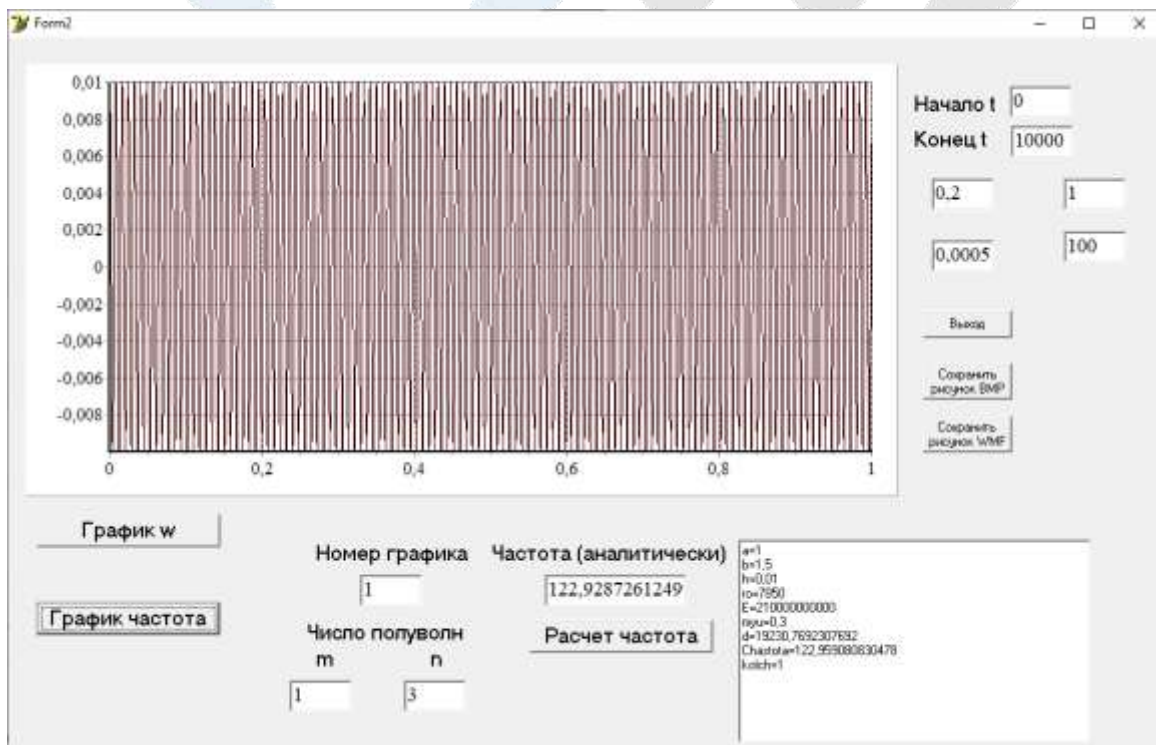 Form2
0,01
0,008
0,006
0,004
0,002
0
-0,002
-0,004
-0,006
-0,008
0 0,2 0,4 0,6 0,8 1
Начало t 0
Конец t 10000
0,2 1
0,0005 100
Выход
Сохранить
рисунок BMP
Сохранить
рисунок WMF
График w
График частота
Номер графика
1
Число полуволн
m n
1 3
Частота (аналитически)
122,9287261249
Расчет частота
a=1
b=1,5
h=0,01
ro=7850
E=210000000000
nyu=0,3
d=19230,7692307692
Chastota=122,959080830478
kolch=1